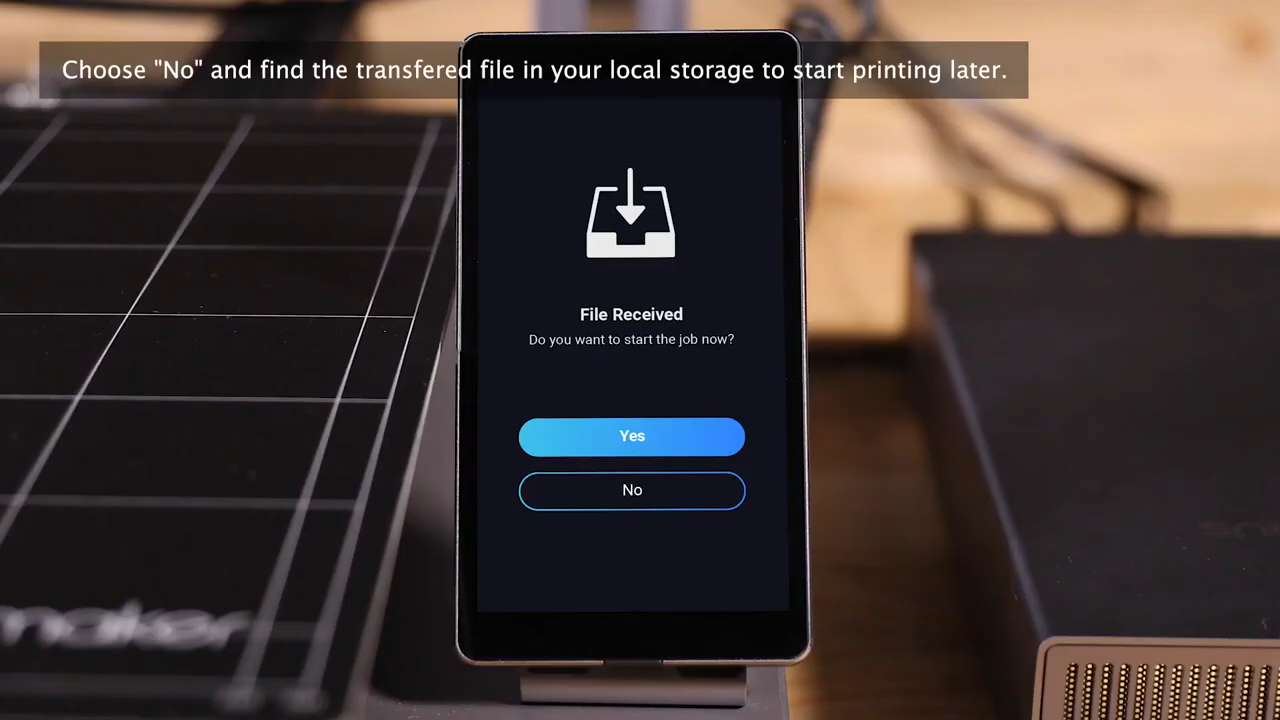 Choose "No" and find the transfered file in your local storage to start printing later.
File Received
Do you want to start the job now?
Yes
No
maker